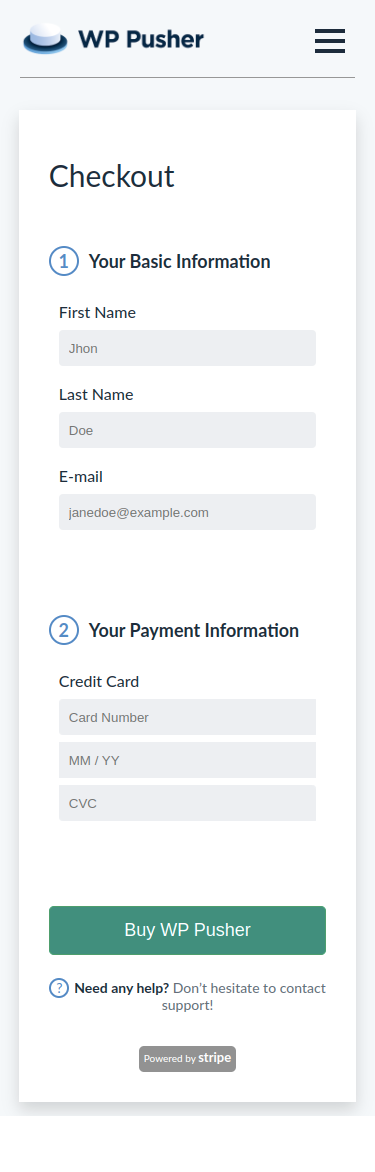 WP Pusher
Checkout
1 Your Basic Information
First Name
Jhon
Last Name
Doe
E-mail
janedoe@example.com
2 Your Payment Information
Credit Card
Card Number
MM / YY
CVC
Buy WP Pusher
? Need any help? Don't hesitate to contact
support!
Powered by stripe